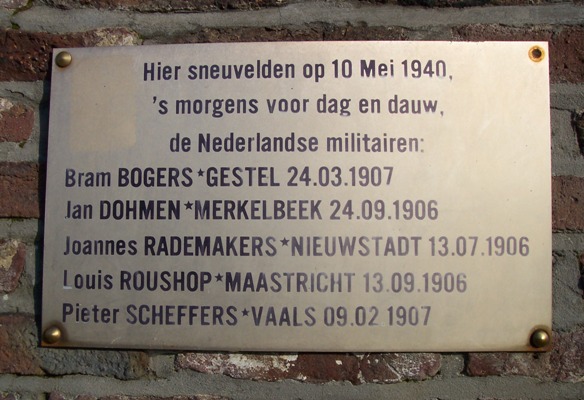 Hier sneuvelden op 10 Mei 1940,
's morgens voor dag en dauw,
de Nederlandse militairen:
Bram BOGERS*GESTEL 24.03.1907
Jan DOHMEN*MERKELBEEK 24.09.1906
Joannes RADEMAKERS*NIEUWSTADT 13.07.1906
Louis ROUSHOP*MAASTRICHT 13.09.1906
Pieter SCHEFFERS*VAALS 09.02 1907